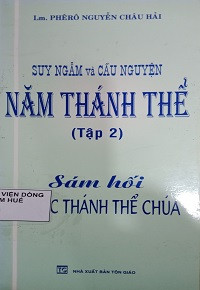 Lm. PHÊRÔ NGUYỄN CHÂU HẢI
SUY NGẮM và CẦU NGUYỆN
NĂM THÁNH THỂ
(Tập 2)
Sám hối
C THÁNH THỂ CHÚA
VIỆN DÒNG
M HUẾ
NHÀ XUẤT BẢN TÔN GIÁO